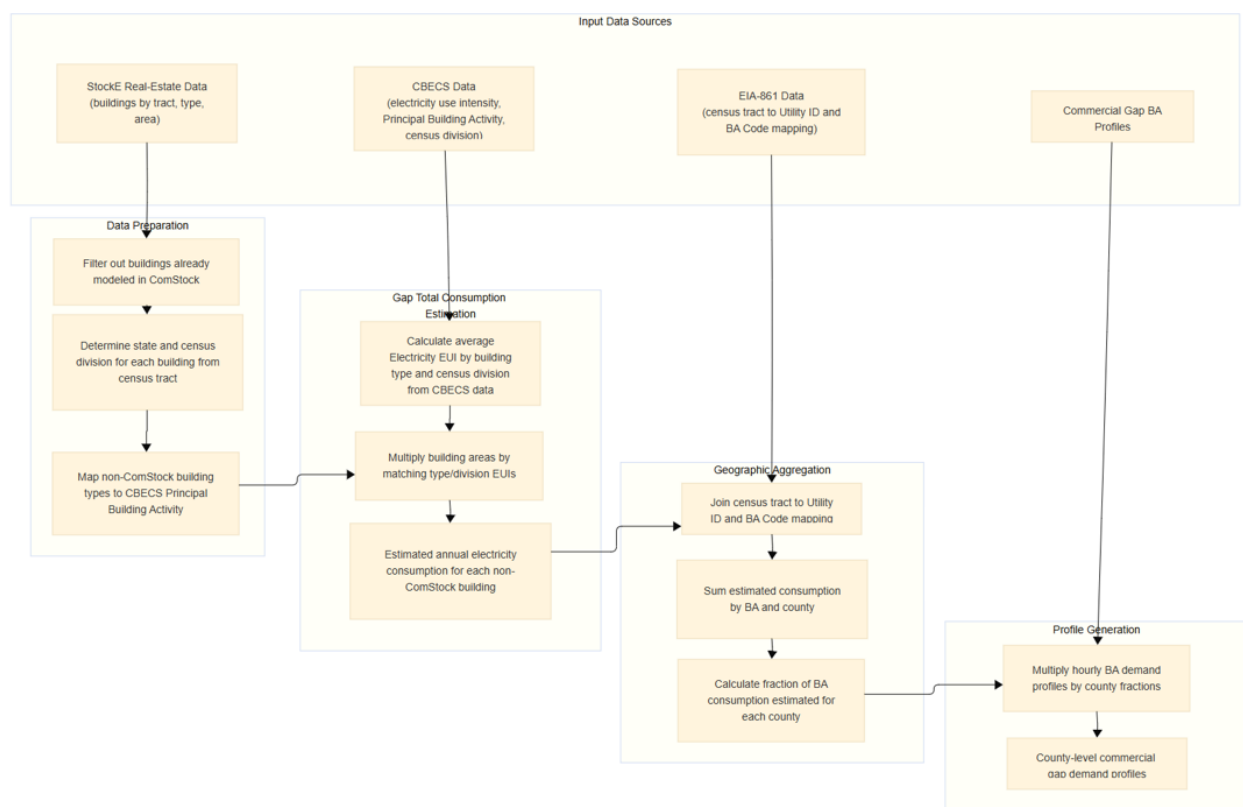 Input Data Sources
StockE Real-Estate Data
(buildings by tract, type,
area)
CBECS Data
(electricity use intensity,
Principal Building Activity,
census division)
EIA-861 Data
(census tract to Utility ID and
BA Code mapping)
Commercial Gap BA
Profiles
Data Preparation
Filter out buildings already
modeled in ComStock
Determine state and census
division for each building from
census tract
Map non-ComStock building
types to CBECS Principal
Building Activity
Gap Total Consumption
Estimation
Calculate average
Electricity EUI by building
type and census division
from CBECS data
Multiply building areas by
matching type/division EUIs
Estimated annual electricity
consumption for each non-
ComStock building
Geographic Aggregation
Join census tract to Utility
ID and BA Code mapping
Sum estimated consumption
by BA and county
Calculate fraction of BA
consumption estimated for
each county
Profile Generation
Multiply hourly BA demand
profiles by county fractions
County-level commercial
gap demand profiles